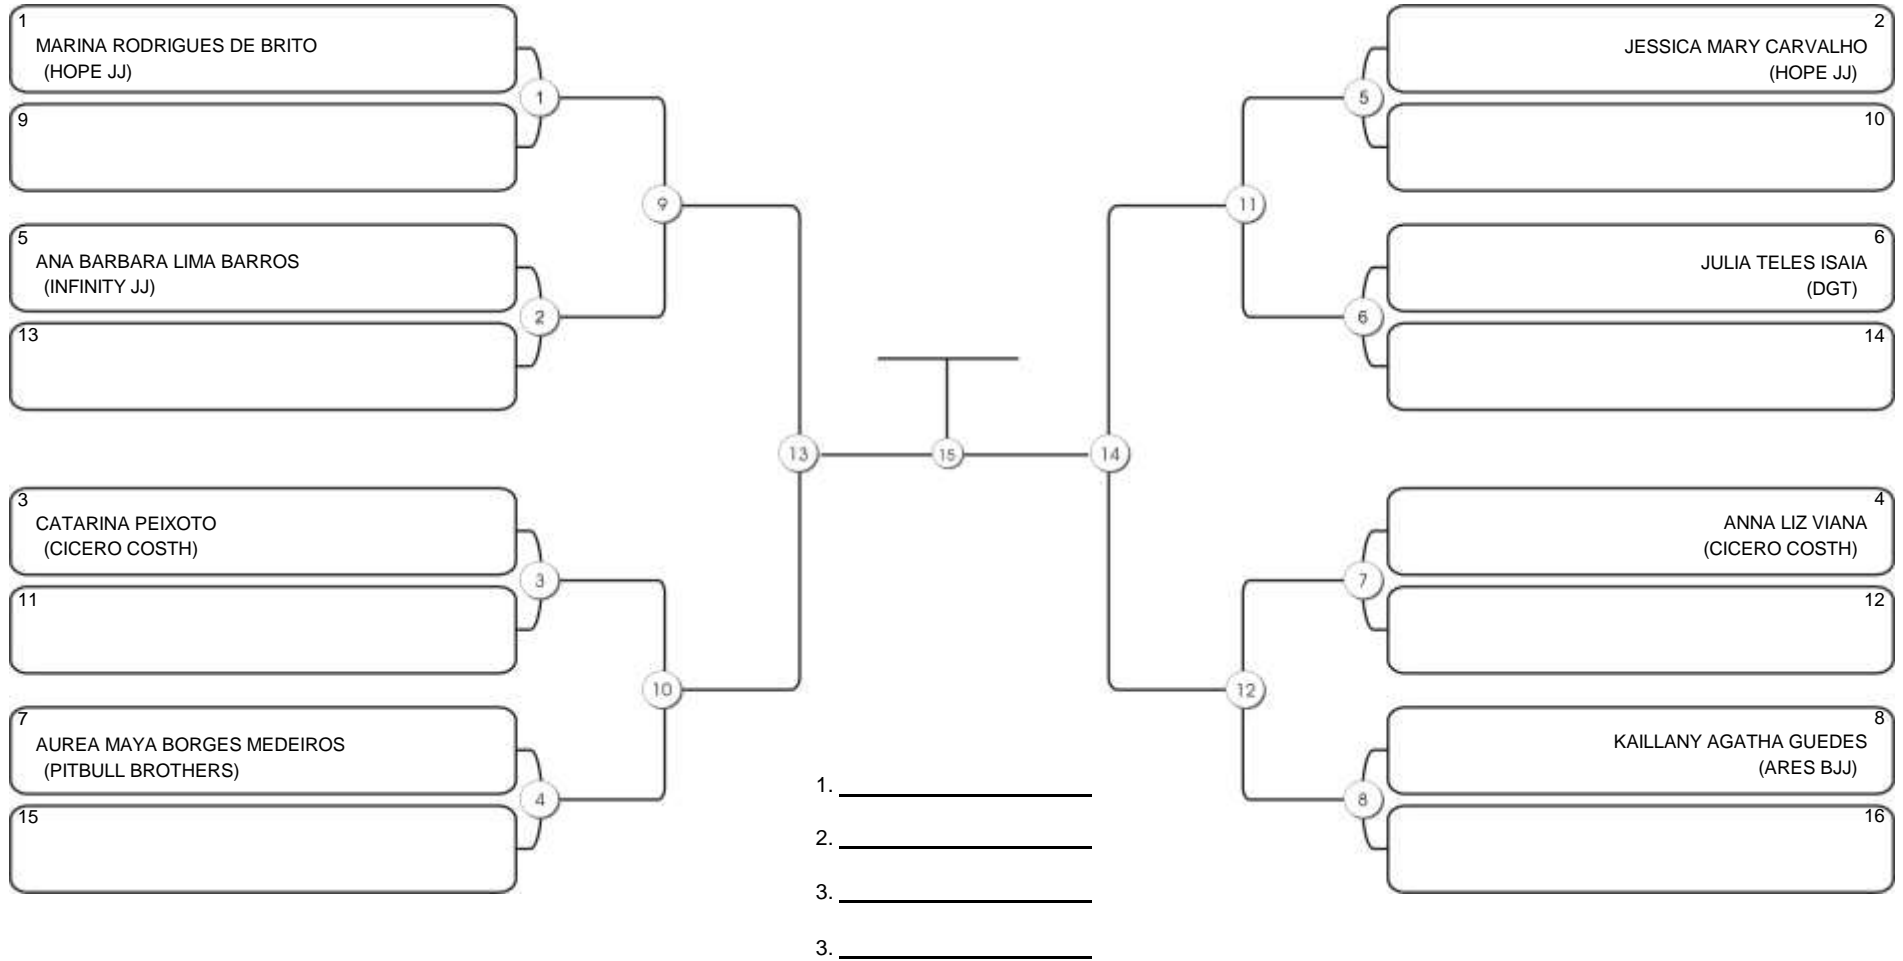 1
MARINA RODRIGUES DE BRITO
(HOPE JJ)
9
1
5
ANA BARBARA LIMA BARROS
(INFINITY JJ)
13
2
9
3
CATARINA PEIXOTO
(CICERO COSTH)
11
3
7
AUREA MAYA BORGES MEDEIROS
(PITBULL BROTHERS)
15
4
10
13
15
14
2
JESSICA MARY CARVALHO
(HOPE JJ)
10
5
6
JULIA TELES ISAIA
(DGT)
14
6
11
4
ANNA LIZ VIANA
(CICERO COSTH)
12
7
8
KAILLANY AGATHA GUEDES
(ARES BJJ)
16
8
12
1.
2.
3.
3.